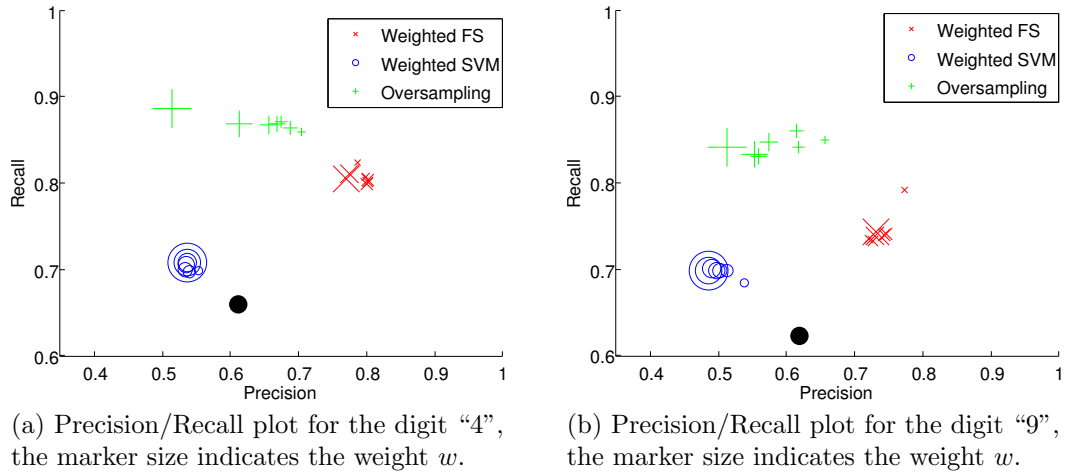 1
0.9
0.8
0.7
0.6
Recall
0.4 0.5 0.6 0.7 0.8 0.9 1
Precision
Weighted FS
Weighted SVM
Oversampling
(a) Precision/Recall plot for the digit “4”,
the marker size indicates the weight w.
1
0.9
0.8
0.7
0.6
Recall
0.4 0.5 0.6 0.7 0.8 0.9 1
Precision
Weighted FS
Weighted SVM
Oversampling
(b) Precision/Recall plot for the digit “9”,
the marker size indicates the weight w.